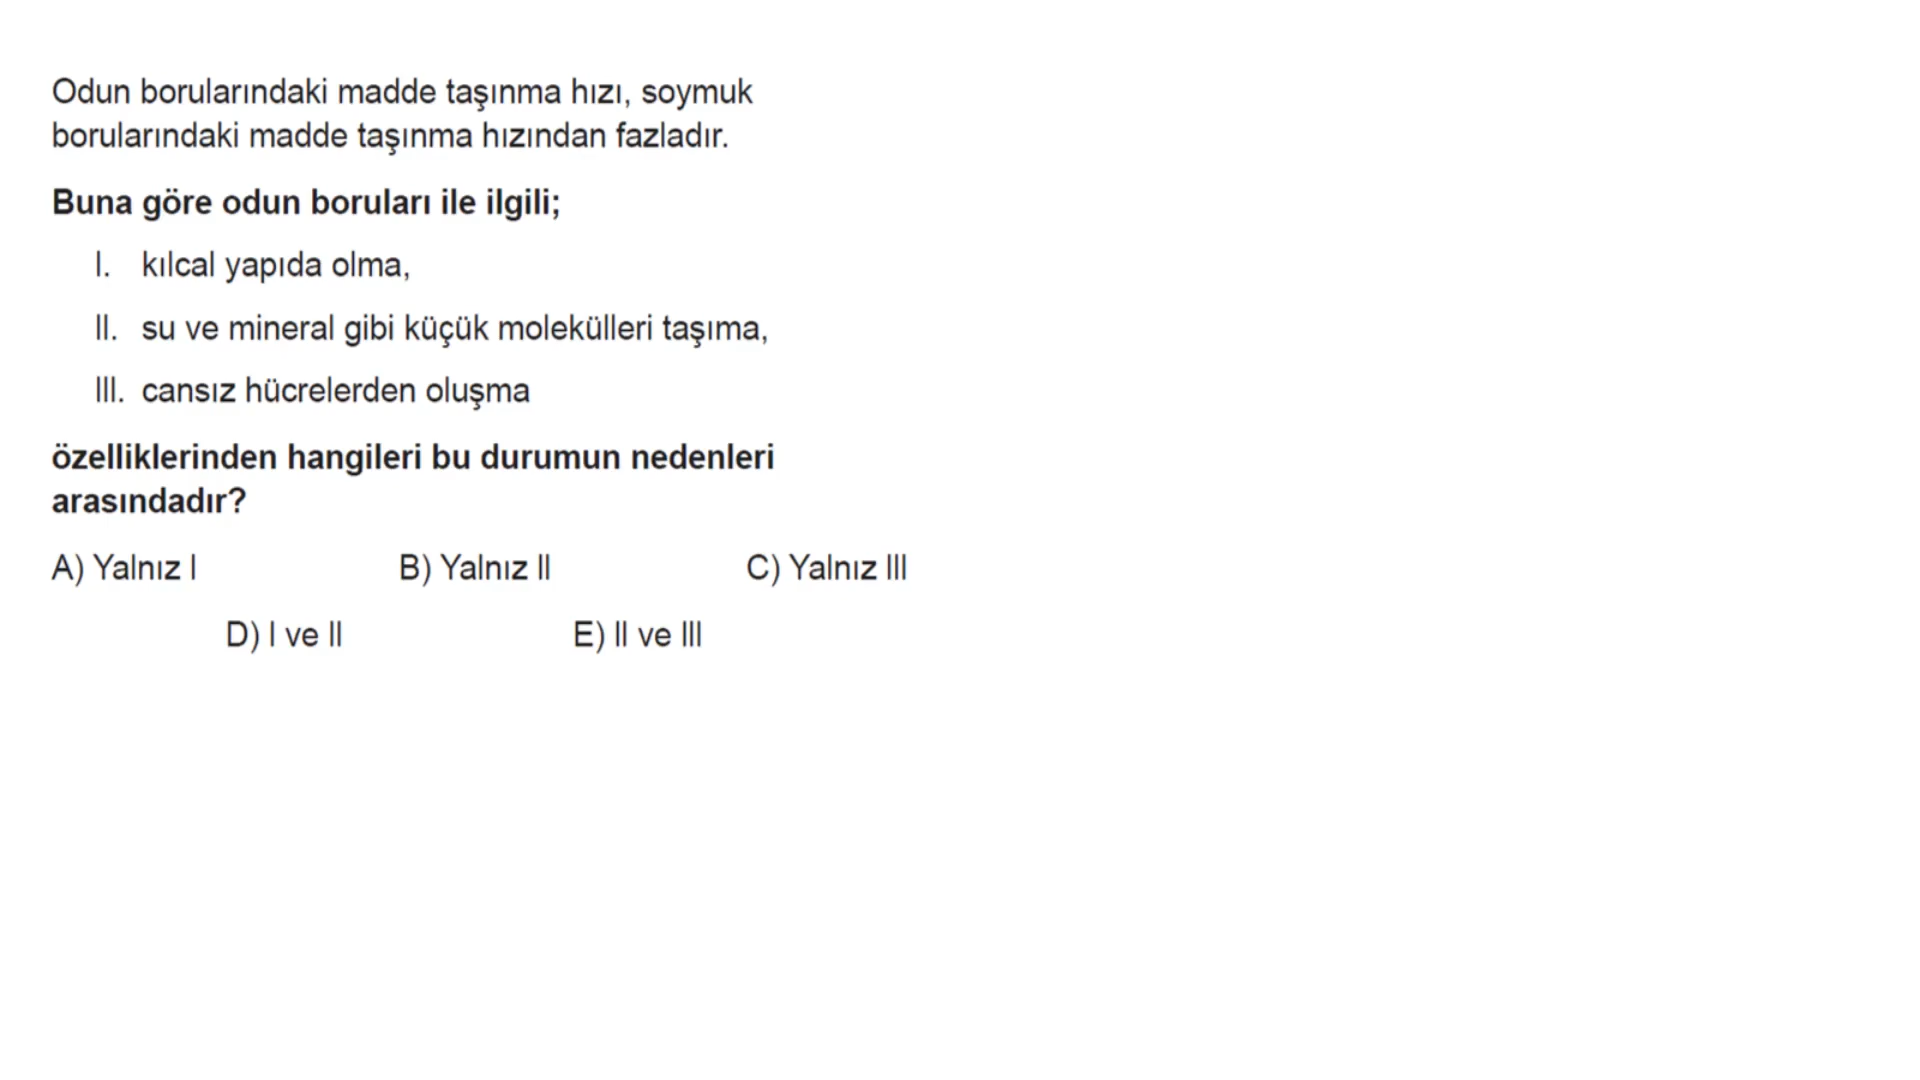 Odun borularındaki madde taşınma hızı, soymuk
borularındaki madde taşınma hızından fazladır.
Buna göre odun boruları ile ilgili;
I. kılcal yapıda olma,
II. su ve mineral gibi küçük molekülleri taşıma,
III. cansız hücrelerden oluşma
özelliklerinden hangileri bu durumun nedenleri
arasındadır?
A) Yalnız I B) Yalnız II C) Yalnız III
D) I ve II E) II ve III